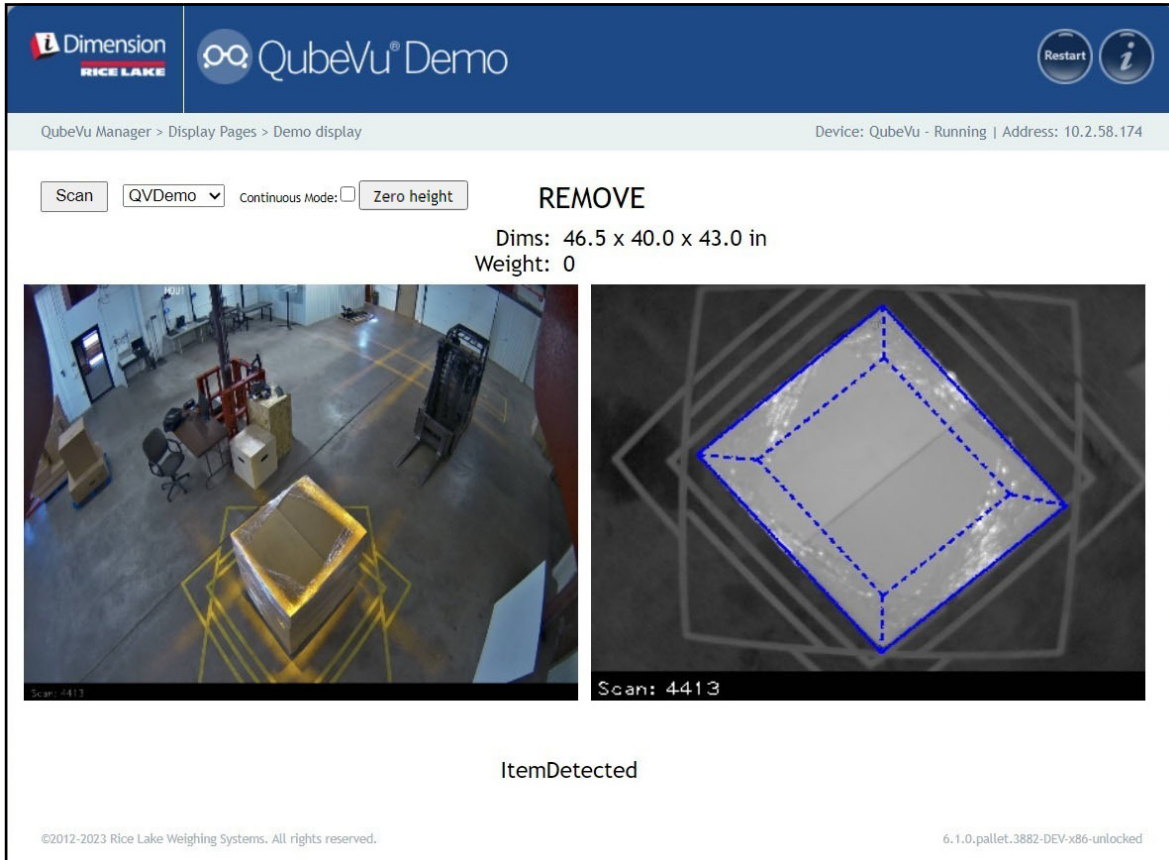 i Dimension
RICE LAKE
QubeVu® Demo
Restart
i
QubeVu Manager > Display Pages > Demo display
Device: QubeVu - Running | Address: 10.2.58.174
Scan
QVDemo
Continuous Mode:
Zero height
REMOVE
Dims: 46.5 x 40.0 x 43.0 in
Weight: 0
Scan: 4413
Scan: 4413
ItemDetected
©2012-2023 Rice Lake Weighing Systems. All rights reserved.
6.1.0.pallet.3882-DEV-x86-unlocked